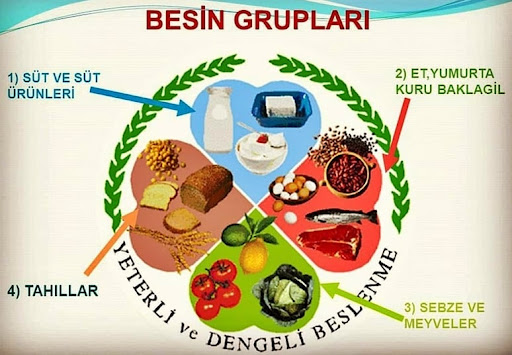 BESİN GRUPLARI
1) SÜT VE SÜT
ÜRÜNLERİ
2) ET,YUMURTA
KURU BAKLAGİL
4) TAHILLAR
3) SEBZE VE
MEYVELER
YETERLİ ve DENGELİ BESLENME